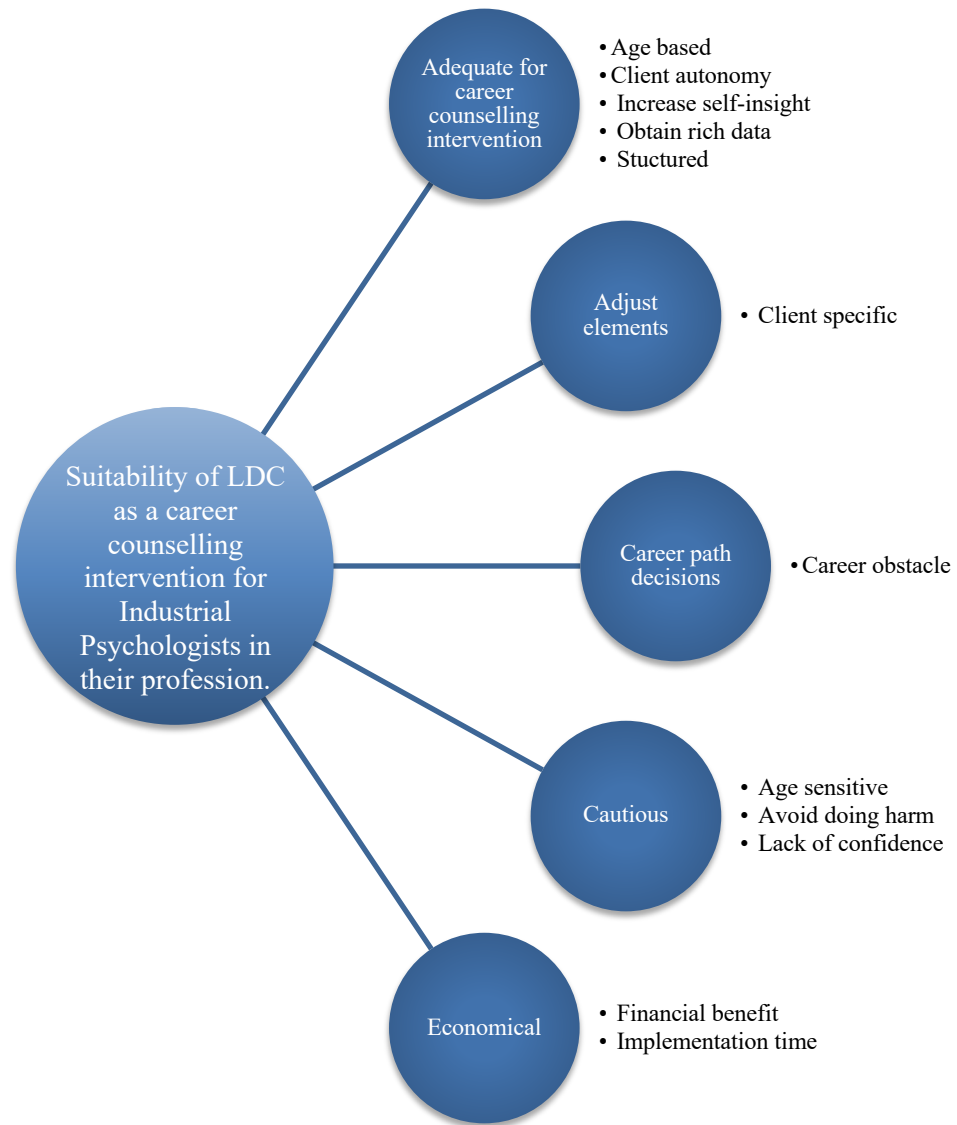 Adequate for
career
counselling
intervention
• Age based
• Client autonomy
• Increase self-insight
• Obtain rich data
• Stuctured
Adjust
elements
• Client specific
Suitability of LDC
as a career
counselling
intervention for
Industrial
Psychologists in
their profession.
Career path
decisions
• Career obstacle
Cautious
• Age sensitive
• Avoid doing harm
• Lack of confidence
Economical
• Financial benefit
• Implementation time